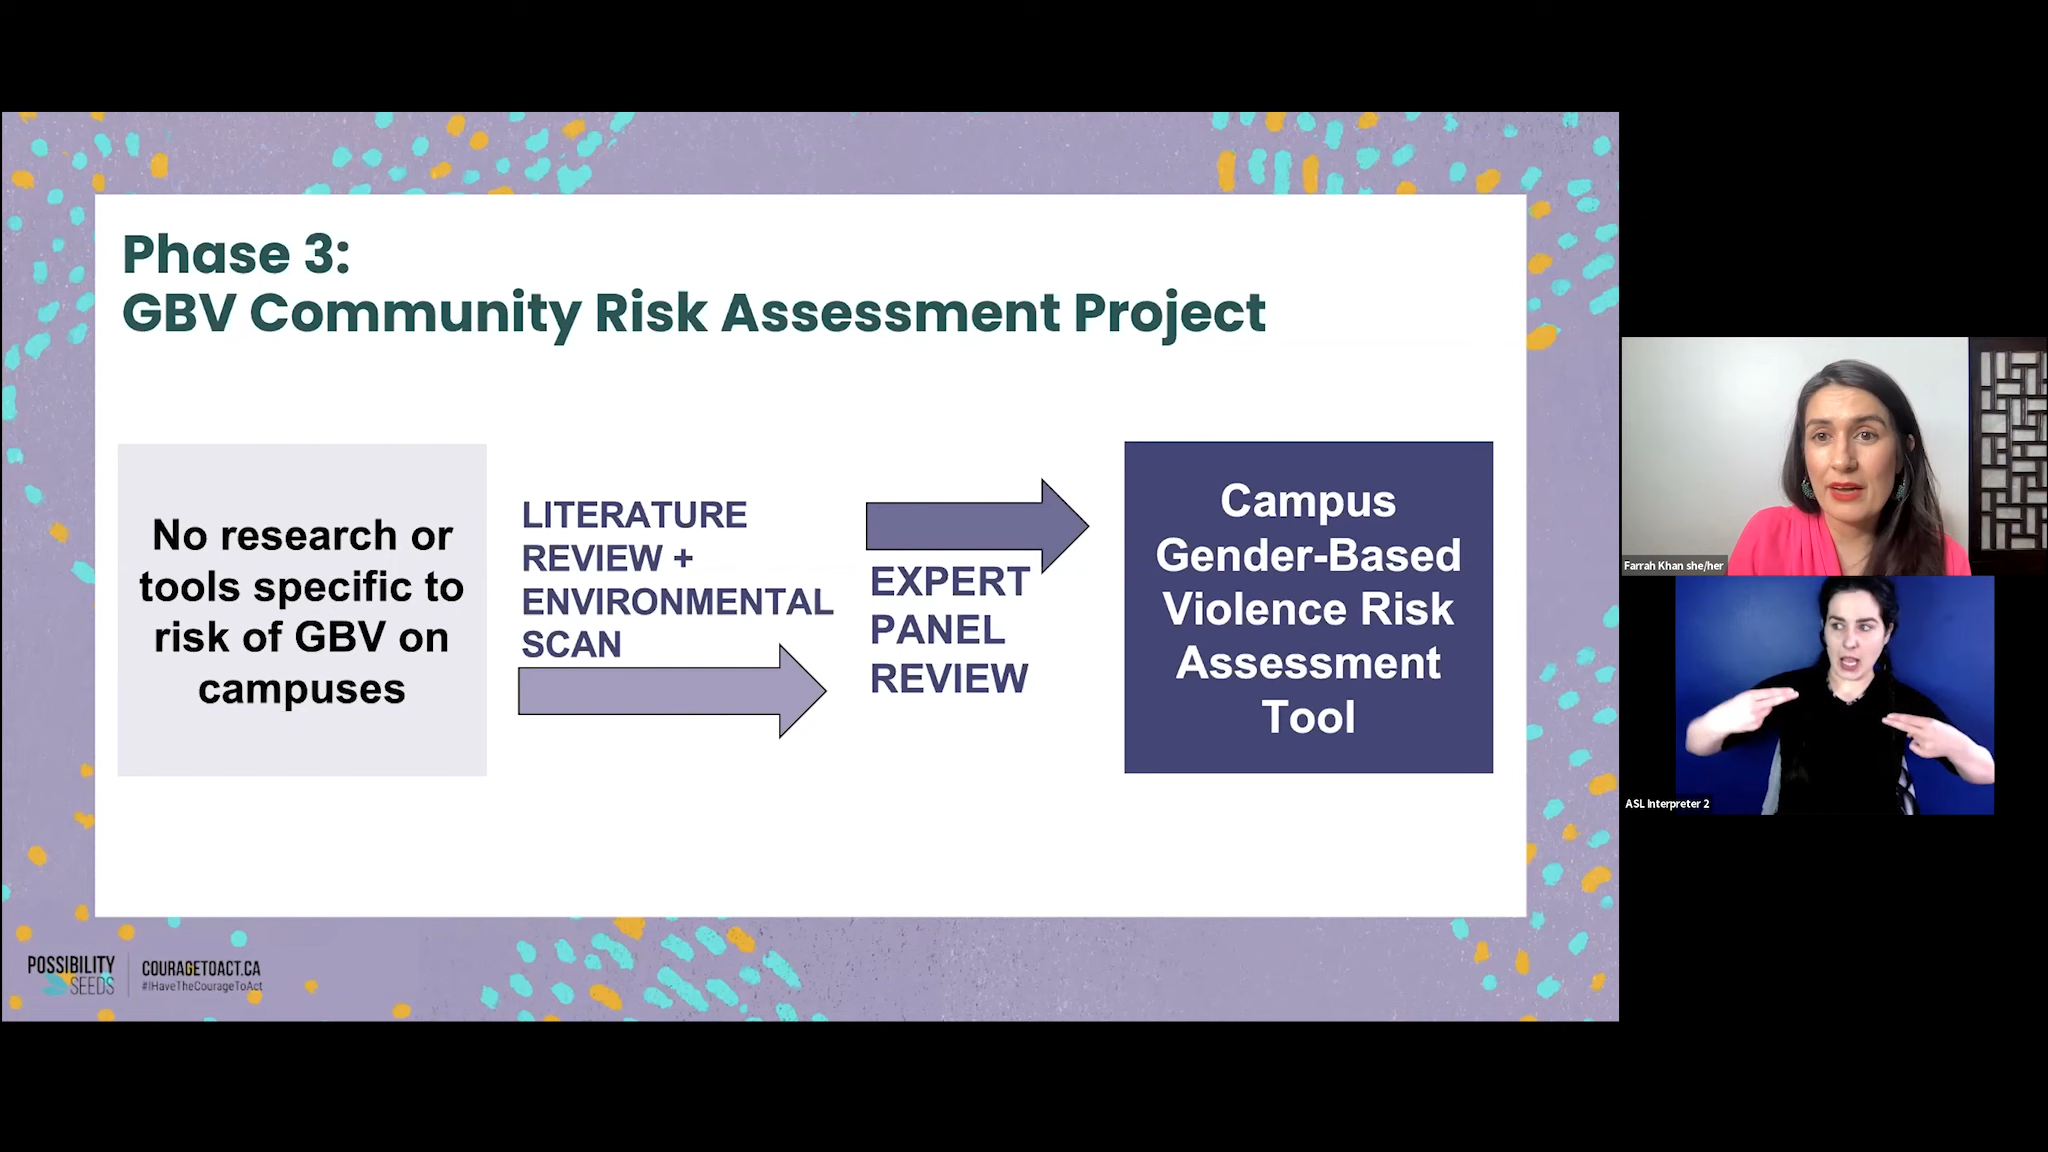 Phase 3:
GBV Community Risk Assessment Project
No research or
tools specific to
risk of GBV on
campuses
LITERATURE
REVIEW +
ENVIRONMENTAL
SCAN
EXPERT
PANEL
REVIEW
Campus
Gender-Based
Violence Risk
Assessment
Tool
Farrah Khan she/her
ASL Interpreter 2
POSSIBILITY
SEEDS
COURAGETOACT.CA
#IHaveTheCourageToAct